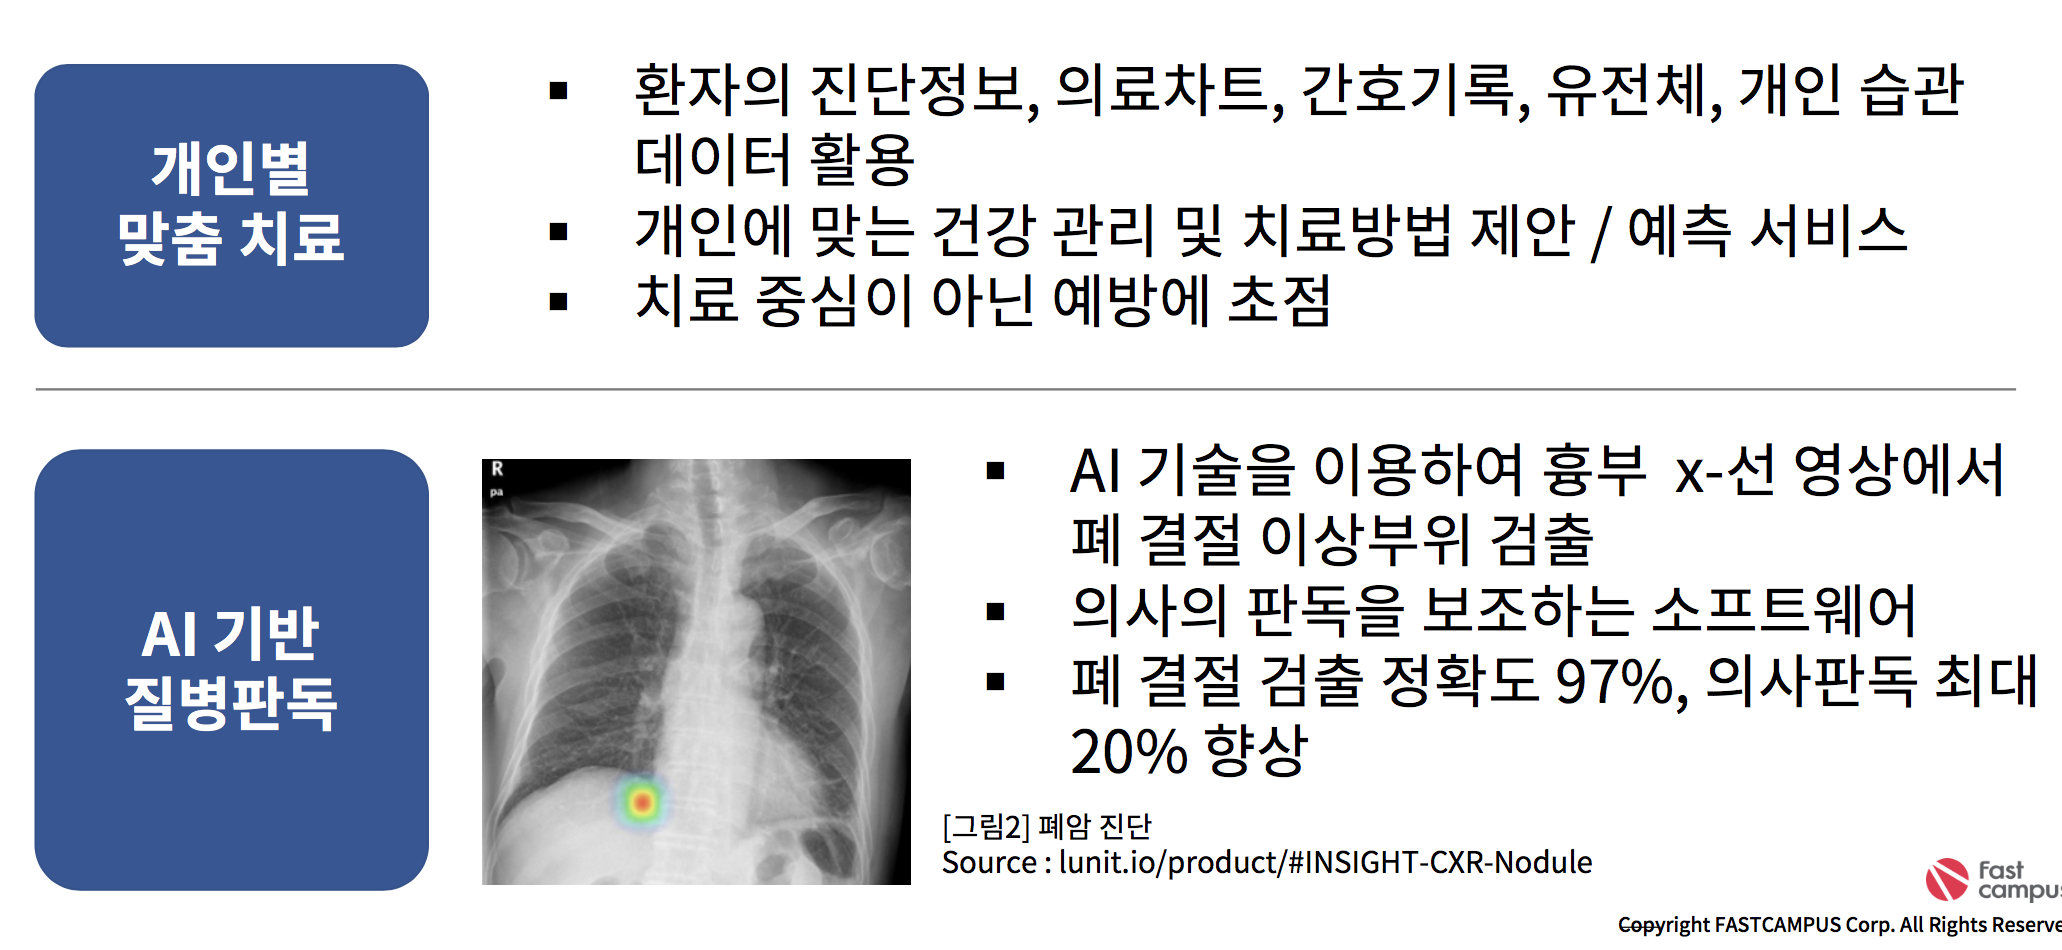 개인별
맞춤 치료
▪ 환자의 진단정보, 의료차트, 간호기록, 유전체, 개인 습관
데이터 활용
▪ 개인에 맞는 건강 관리 및 치료방법 제안 / 예측 서비스
▪ 치료 중심이 아닌 예방에 초점
AI 기반
질병판독
R
pa
▪ AI 기술을 이용하여 흉부 x-선 영상에서
폐 결절 이상부위 검출
▪ 의사의 판독을 보조하는 소프트웨어
▪ 폐 결절 검출 정확도 97%, 의사판독 최대
20% 향상
[그림2] 폐암 진단
Source : lunit.io/product/#INSIGHT-CXR-Nodule
Fast
campus
Copyright FASTCAMPUS Corp. All Rights Reserve